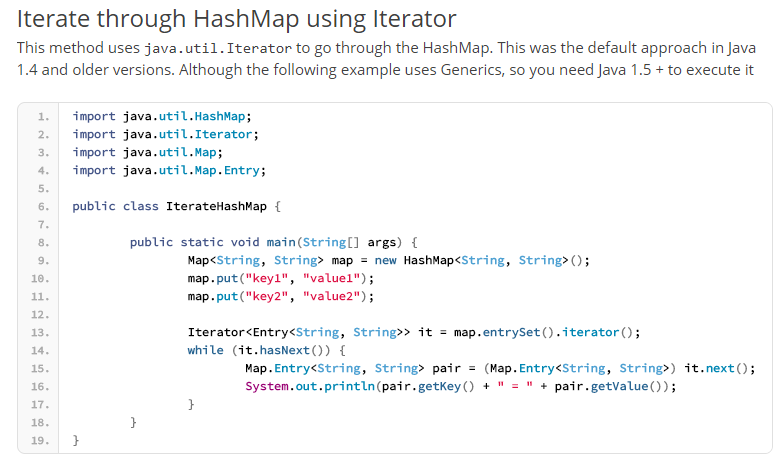 Iterate through HashMap using Iterator
This method uses java.util.Iterator to go through the HashMap. This was the default approach in Java
1.4 and older versions. Although the following example uses Generics, so you need Java 1.5 + to execute it
1. import java.util.HashMap;
2. import java.util.Iterator;
3. import java.util.Map;
4. import java.util.Map.Entry;
5.
6. public class IterateHashMap {
7.
8. public static void main(String[] args) {
9. Map<String, String> map = new HashMap<String, String>();
10. map.put("key1", "value1");
11. map.put("key2", "value2");
12.
13. Iterator<Entry<String, String>> it = map.entrySet().iterator();
14. while (it.hasNext()) {
15. Map.Entry<String, String> pair = (Map.Entry<String, String>) it.next();
16. System.out.println(pair.getKey() + " = " + pair.getValue());
17. }
18. }
19. }